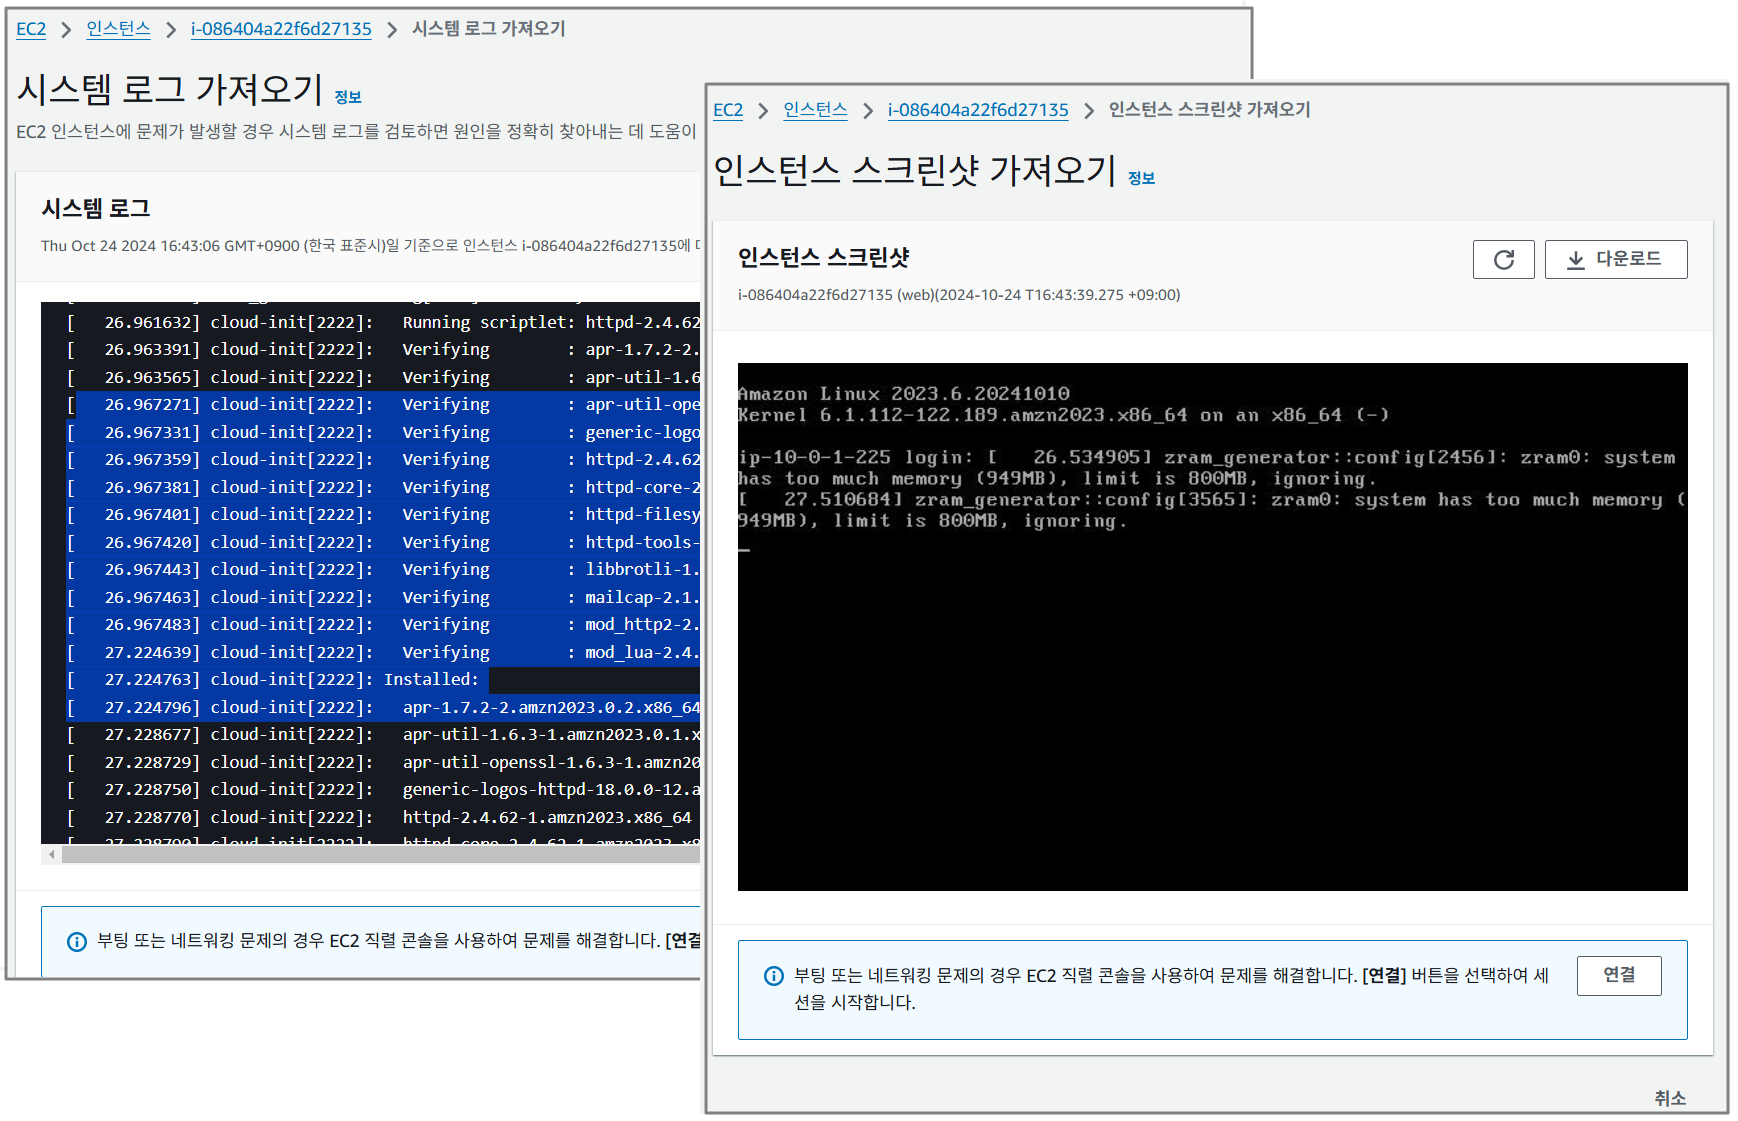 EC2 > 인스턴스 > i-086404a22f6d27135 > 시스템 로그 가져오기
시스템 로그 가져오기 정보
EC2 인스턴스에 문제가 발생할 경우 시스템 로그를 검토하면 원인을 정확히 찾아내는 데 도움이
시스템 로그
Thu Oct 24 2024 16:43:06 GMT+0900 (한국 표준시)일 기준으로 인스턴스 i-086404a22f6d27135에
[   26.961632] cloud-init[2222]:   Running scriptlet: httpd-2.4.62
[   26.963391] cloud-init[2222]:   Verifying        : apr-1.7.2-2.
[   26.963565] cloud-init[2222]:   Verifying        : apr-util-1.6
[   26.967271] cloud-init[2222]:   Verifying        : apr-util-ope
[   26.967331] cloud-init[2222]:   Verifying        : generic-logo
[   26.967359] cloud-init[2222]:   Verifying        : httpd-2.4.62
[   26.967381] cloud-init[2222]:   Verifying        : httpd-core-2
[   26.967401] cloud-init[2222]:   Verifying        : httpd-filesy
[   26.967420] cloud-init[2222]:   Verifying        : httpd-tools-
[   26.967443] cloud-init[2222]:   Verifying        : libbrotli-1.
[   26.967463] cloud-init[2222]:   Verifying        : mailcap-2.1.
[   26.967483] cloud-init[2222]:   Verifying        : mod_http2-2.
[   27.224639] cloud-init[2222]:   Verifying        : mod_lua-2.4.
[   27.224763] cloud-init[2222]: Installed:
[   27.224796] cloud-init[2222]:   apr-1.7.2-2.amzn2023.0.2.x86_64
[   27.228677] cloud-init[2222]:   apr-util-1.6.3-1.amzn2023.0.1.x
[   27.228729] cloud-init[2222]:   apr-util-openssl-1.6.3-1.amzn20
[   27.228750] cloud-init[2222]:   generic-logos-httpd-18.0.0-12.a
[   27.228770] cloud-init[2222]:   httpd-2.4.62-1.amzn2023.x86_64
[   27.228790] cloud-init[2222]:   httpd-core-2.4.62-1.amzn2023.x8
부팅 또는 네트워킹 문제의 경우 EC2 직렬 콘솔을 사용하여 문제를 해결합니다. [연결
EC2 > 인스턴스 > i-086404a22f6d27135 > 인스턴스 스크린샷 가져오기
인스턴스 스크린샷 가져오기 정보
인스턴스 스크린샷
다운로드
i-086404a22f6d27135 (web)(2024-10-24 T16:43:39.275 +09:00)
Amazon Linux 2023.6.20241010
Kernel 6.1.112-122.189.amzn2023.x86_64 on an x86_64 (-)
ip-10-0-1-225 login: [   26.534905] zram_generator::config[2456]: zram0: system
has too much memory (949MB), limit is 800MB, ignoring.
[   27.510684] zram_generator::config[3565]: zram0: system has too much memory (
949MB), limit is 800MB, ignoring.
부팅 또는 네트워킹 문제의 경우 EC2 직렬 콘솔을 사용하여 문제를 해결합니다. [연결] 버튼을 선택하여 세
션을 시작합니다.
연결
취소